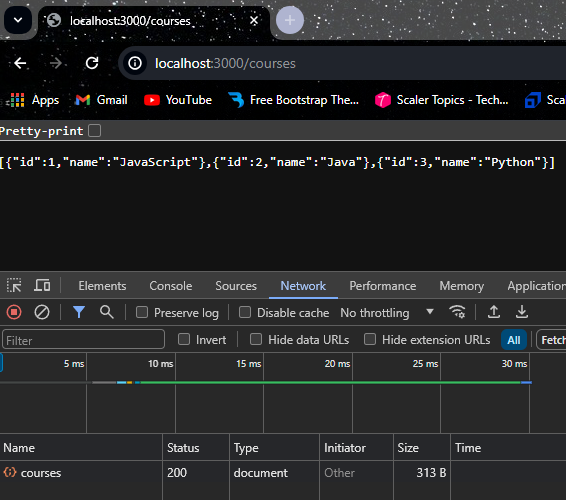 localhost:3000/courses
localhost:3000/courses
Apps Gmail YouTube Free Bootstrap The... Scaler Topics - Tech... Sca
Pretty-print
[{"id":1,"name":"JavaScript"},{"id":2,"name":"Java"},{"id":3,"name":"Python"}]
Elements Console Sources Network Performance Memory Application
Preserve log Disable cache No throttling
Filter Invert Hide data URLs Hide extension URLs All Fetch
5 ms 10 ms 15 ms 20 ms 25 ms 30 ms
Name Status Type Initiator Size Time
courses 200 document Other 313 B